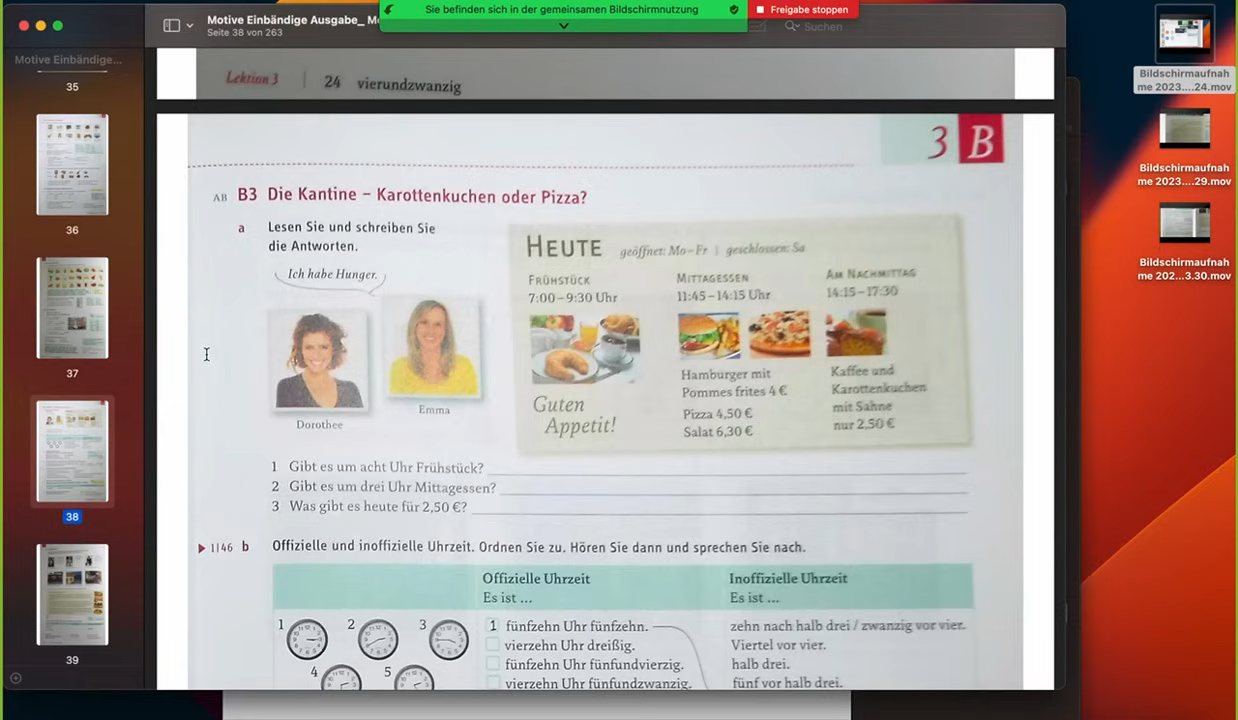 Motive Einbändige Ausgabe_ M
Seite 38 von 263
Sie befinden sich in der gemeinsamen Bildschirmnutzung
Freigabe stoppen
Suchen
Motive Einbändige...
35
36
37
38
39
Lektion 3 | 24 vierundzwanzig
3 B
AB B3 Die Kantine – Karottenkuchen oder Pizza?
a Lesen Sie und schreiben Sie
die Antworten.
Ich habe Hunger.
Dorothee
Emma
HEUTE geöffnet: Mo–Fr | geschlossen: Sa
FRÜHSTÜCK
7:00–9:30 Uhr
Guten
Appetit!
MITTAGESSEN
11:45–14:15 Uhr
Hamburger mit
Pommes frites 4 €
Pizza 4,50 €
Salat 6,30 €
AM NACHMITTAG
14:15–17:30
Kaffee und
Karottenkuchen
mit Sahne
nur 2,50 €
1 Gibt es um acht Uhr Frühstück?
2 Gibt es um drei Uhr Mittagessen?
3 Was gibt es heute für 2,50 €?
1|46 b Offizielle und inoffizielle Uhrzeit. Ordnen Sie zu. Hören Sie dann und sprechen Sie nach.
Offizielle Uhrzeit
Es ist ...
Inoffizielle Uhrzeit
Es ist ...
1 2 3
4 5
1 fünfzehn Uhr fünfzehn.
vierzehn Uhr dreißig.
fünfzehn Uhr fünfundvierzig.
vierzehn Uhr fünfundzwanzig.
zehn nach halb drei / zwanzig vor vier.
Viertel vor vier.
halb drei.
fünf vor halb drei.
Bildschirmaufnah
me 2023....24.mov
Bildschirmaufnah
me 2023....29.mov
Bildschirmaufnah
me 202...3.30.mov